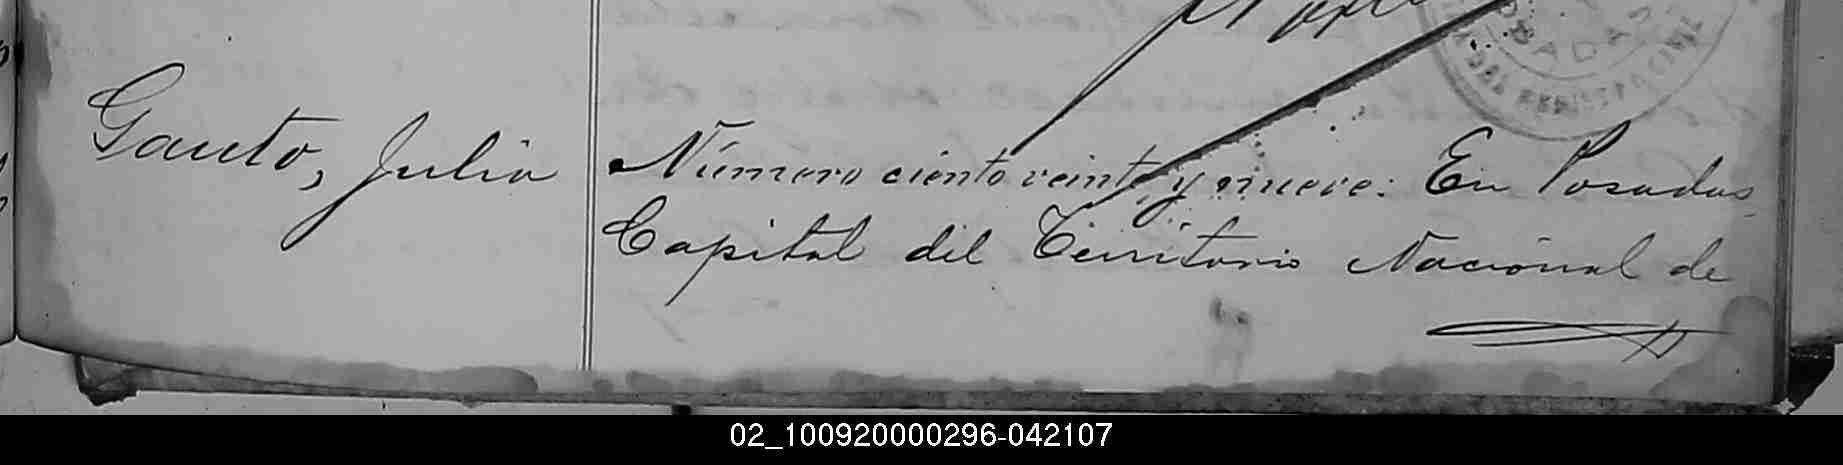 Gauto, Julia
Número ciento veinte y nueve: En Posadas
Capital del Territorio Nacional de
02_100920000296-042107